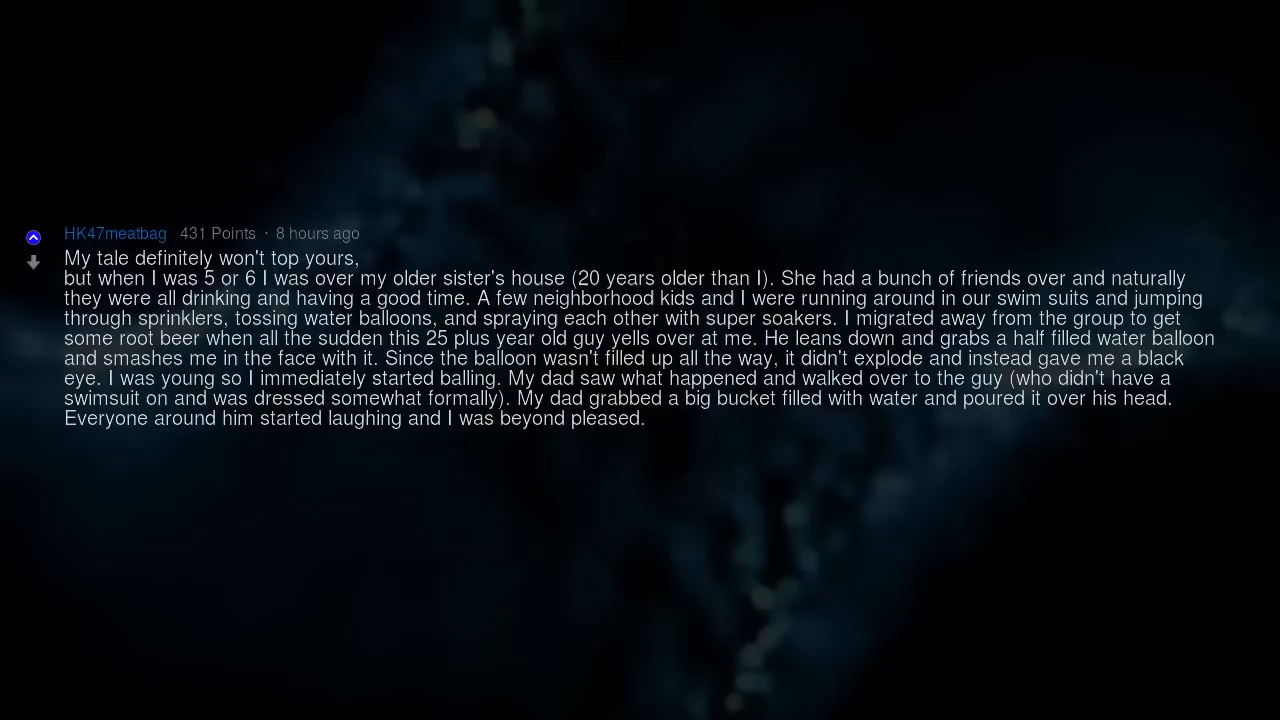 HK47meatbag 431 Points · 8 hours ago
My tale definitely won't top yours,
but when I was 5 or 6 I was over my older sister's house (20 years older than I). She had a bunch of friends over and naturally
they were all drinking and having a good time. A few neighborhood kids and I were running around in our swim suits and jumping
through sprinklers, tossing water balloons, and spraying each other with super soakers. I migrated away from the group to get
some root beer when all the sudden this 25 plus year old guy yells over at me. He leans down and grabs a half filled water balloon
and smashes me in the face with it. Since the balloon wasn't filled up all the way, it didn't explode and instead gave me a black
eye. I was young so I immediately started balling. My dad saw what happened and walked over to the guy (who didn't have a
swimsuit on and was dressed somewhat formally). My dad grabbed a big bucket filled with water and poured it over his head.
Everyone around him started laughing and I was beyond pleased.